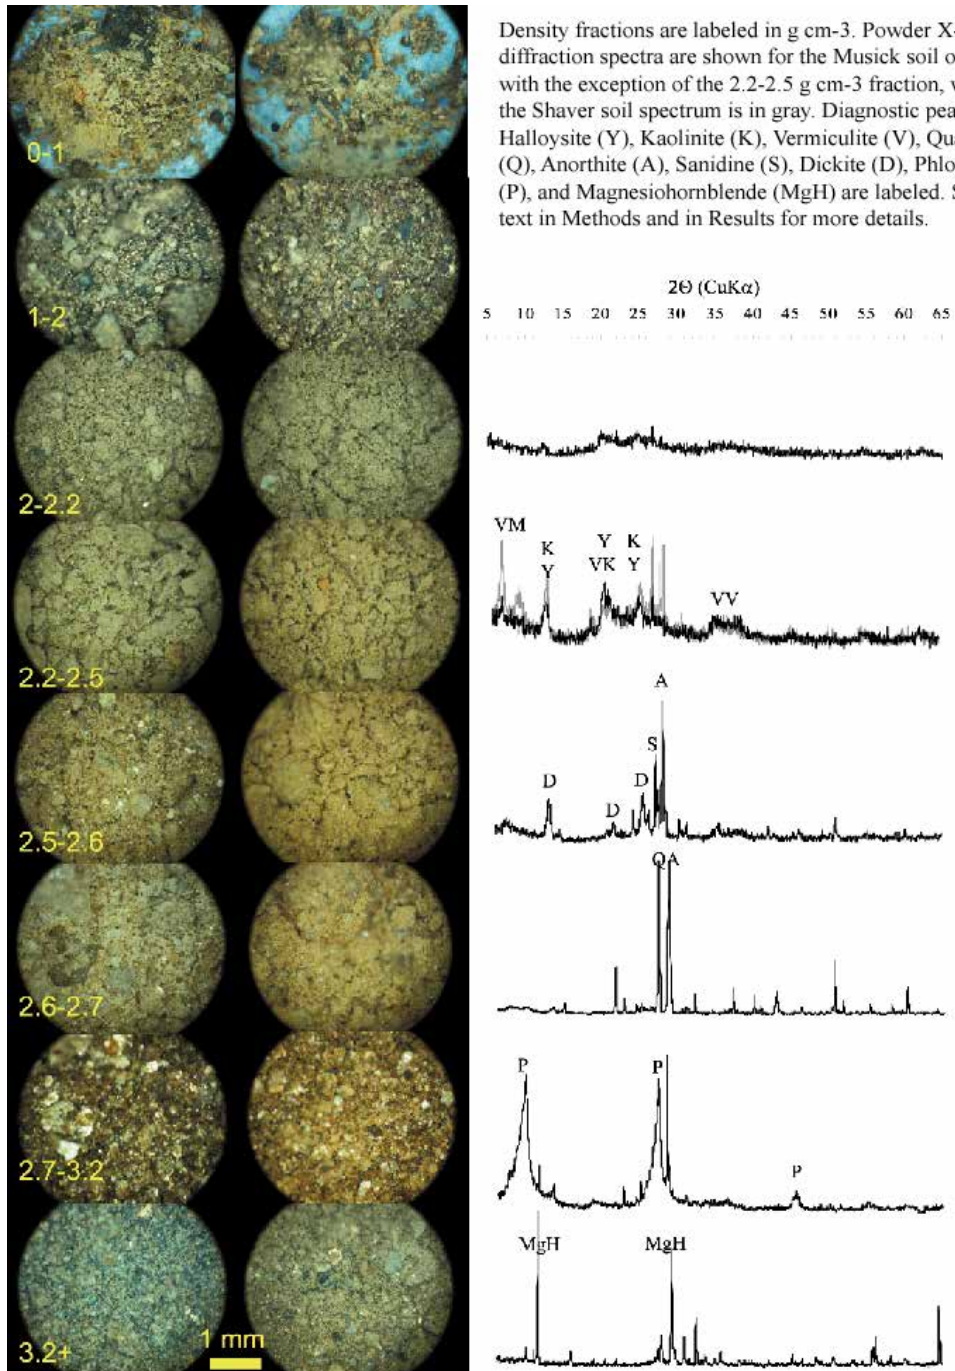 Density fractions are labeled in g cm-3. Powder X-
diffraction spectra are shown for the Musick soil
with the exception of the 2.2-2.5 g cm-3 fraction,
the Shaver soil spectrum is in gray. Diagnostic
Halloysite (Y), Kaolinite (K), Vermiculite (V),
(Q), Anorthite (A), Sanidine (S), Dickite (D),
(P), and Magnesiohornblende (MgH) are labeled.
text in Methods and in Results for more details.
2Θ (CuKα)
5 10 15 20 25 30 35 40 45 50 55 60 65
0-1
1-2
2-2.2
2.2-2.5
VM
K
Y
Y
VK
K
Y
VV
2.5-2.6
A
S
D
D
D
2.6-2.7
QA
2.7-3.2
P
P
P
3.2+
MgH
MgH
1 mm